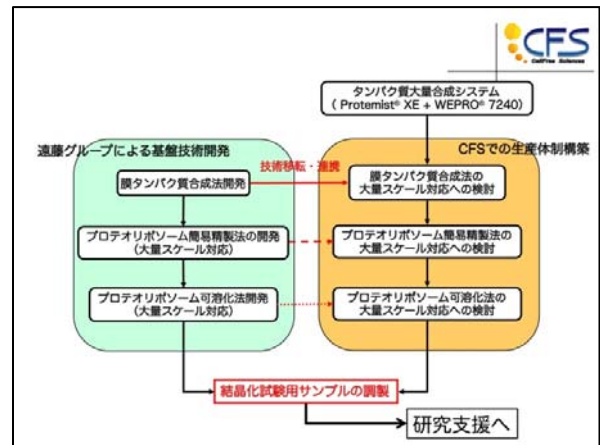 CFS
CellFree Sciences
タンパク質大量合成システム
( Protemist® XE + WEPRO® 7240)
遠藤グループによる基盤技術開発
CFSでの生産体制構築
技術移転・連携
膜タンパク質合成法開発
膜タンパク質合成法の
大量スケール対応への検討
プロテオリポソーム簡易精製法の開発
(大量スケール対応)
プロテオリポソーム簡易精製法の
大量スケール対応への検討
プロテオリポソーム可溶化法開発
(大量スケール対応)
プロテオリポソーム可溶化法の
大量スケール対応への検討
結晶化試験用サンプルの調製
研究支援へ